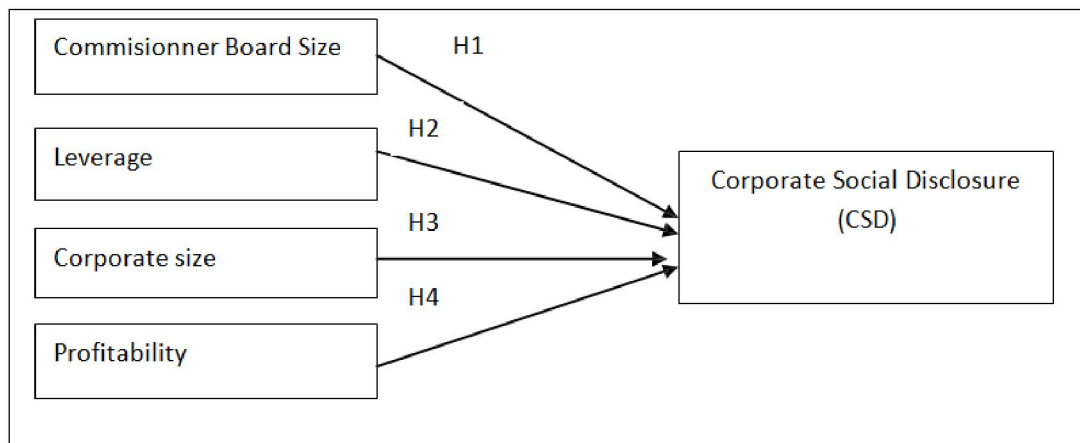 Commisionner Board Size
H1
H2
Leverage
Corporate Social Disclosure
(CSD)
H3
Corporate size
H4
Profitability